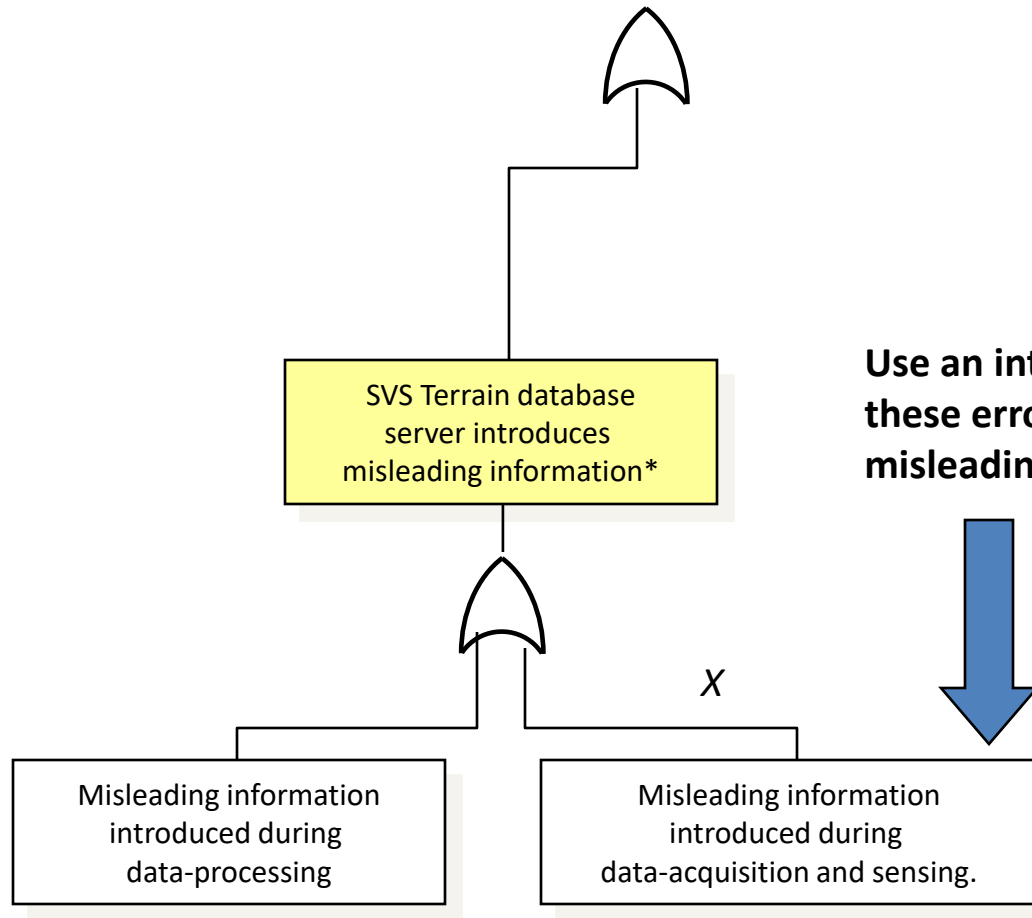 SVS Terrain database
server introduces
misleading information*
Use an
these
X
Misleading information
introduced during
data-processing
Misleading information
introduced during
data-acquisition and sensing.